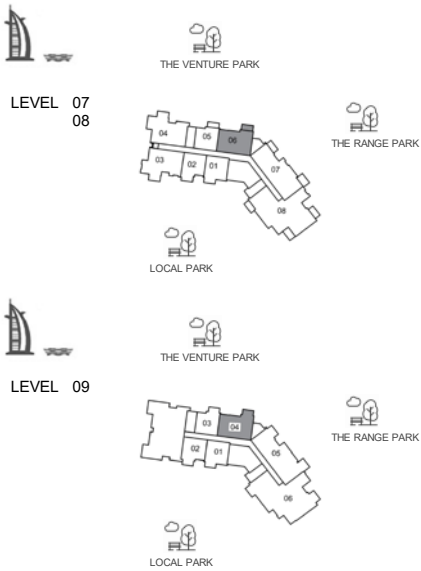 THE VENTURE PARK
LEVEL 07
08
THE RANGE PARK
04
05
06
03
02
01
07
08
LOCAL PARK
THE VENTURE PARK
LEVEL 09
THE RANGE PARK
03
04
02
01
05
06
LOCAL PARK